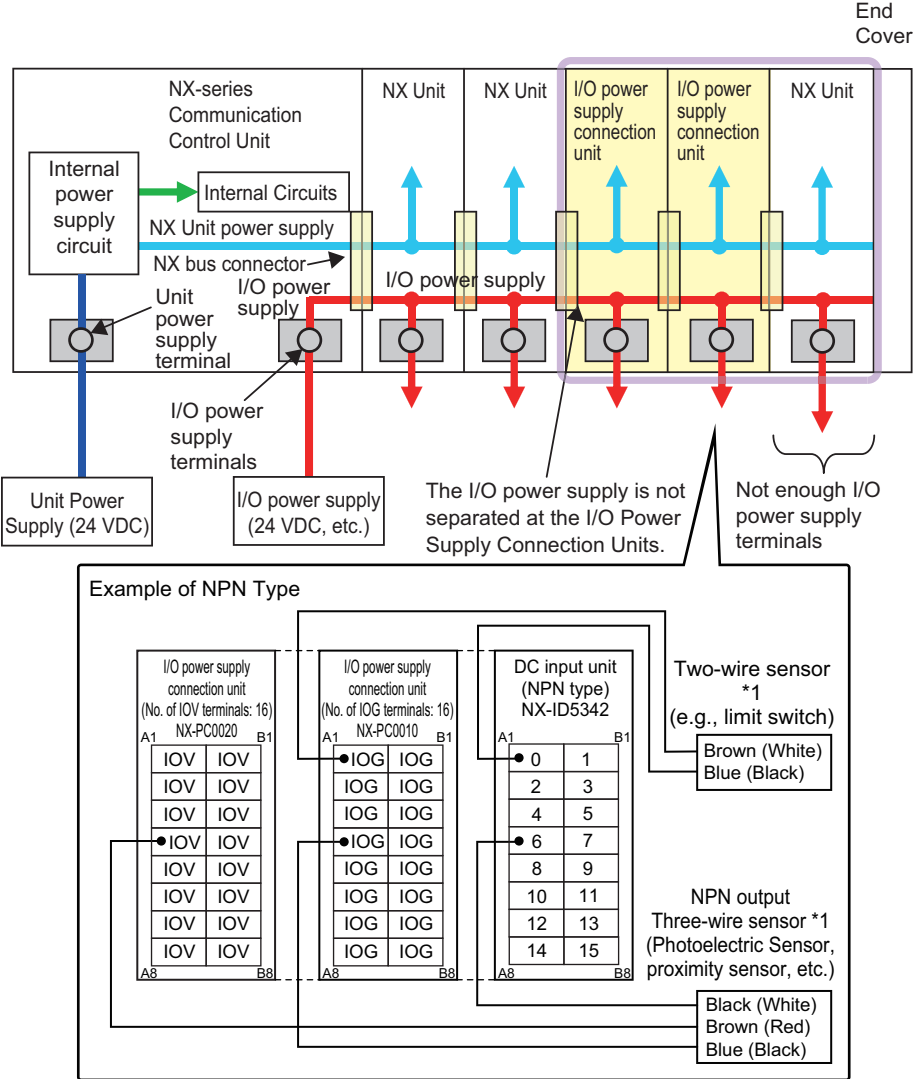 End
Cover
NX-series
Communication
Control Unit
NX Unit
NX Unit
I/O power
supply
connection
unit
I/O power
supply
connection
unit
NX Unit
Internal
power
supply
circuit
Internal Circuits
NX Unit power supply
NX bus connector
I/O power
supply
I/O power supply
Unit
power
supply
terminal
I/O power
supply
terminals
Unit Power
Supply (24 VDC)
I/O power supply
(24 VDC, etc.)
The I/O power supply is not
separated at the I/O Power
Supply Connection Units.
Not enough I/O
power supply
terminals
Example of NPN Type
I/O power supply
connection unit
(No. of IOV terminals: 16)
NX-PC0020
A1 B1
IOV IOV
IOV IOV
IOV IOV
IOV IOV
IOV IOV
IOV IOV
IOV IOV
IOV IOV
A8 B8
I/O power supply
connection unit
(No. of IOG terminals: 16)
NX-PC0010
A1 B1
IOG IOG
IOG IOG
IOG IOG
IOG IOG
IOG IOG
IOG IOG
IOG IOG
IOG IOG
A8 B8
DC input unit
(NPN type)
NX-ID5342
A1 B1
0 1
2 3
4 5
6 7
8 9
10 11
12 13
14 15
A8 B8
Two-wire sensor
*1
(e.g., limit switch)
Brown (White)
Blue (Black)
NPN output
Three-wire sensor *1
(Photoelectric Sensor,
proximity sensor, etc.)
Black (White)
Brown (Red)
Blue (Black)